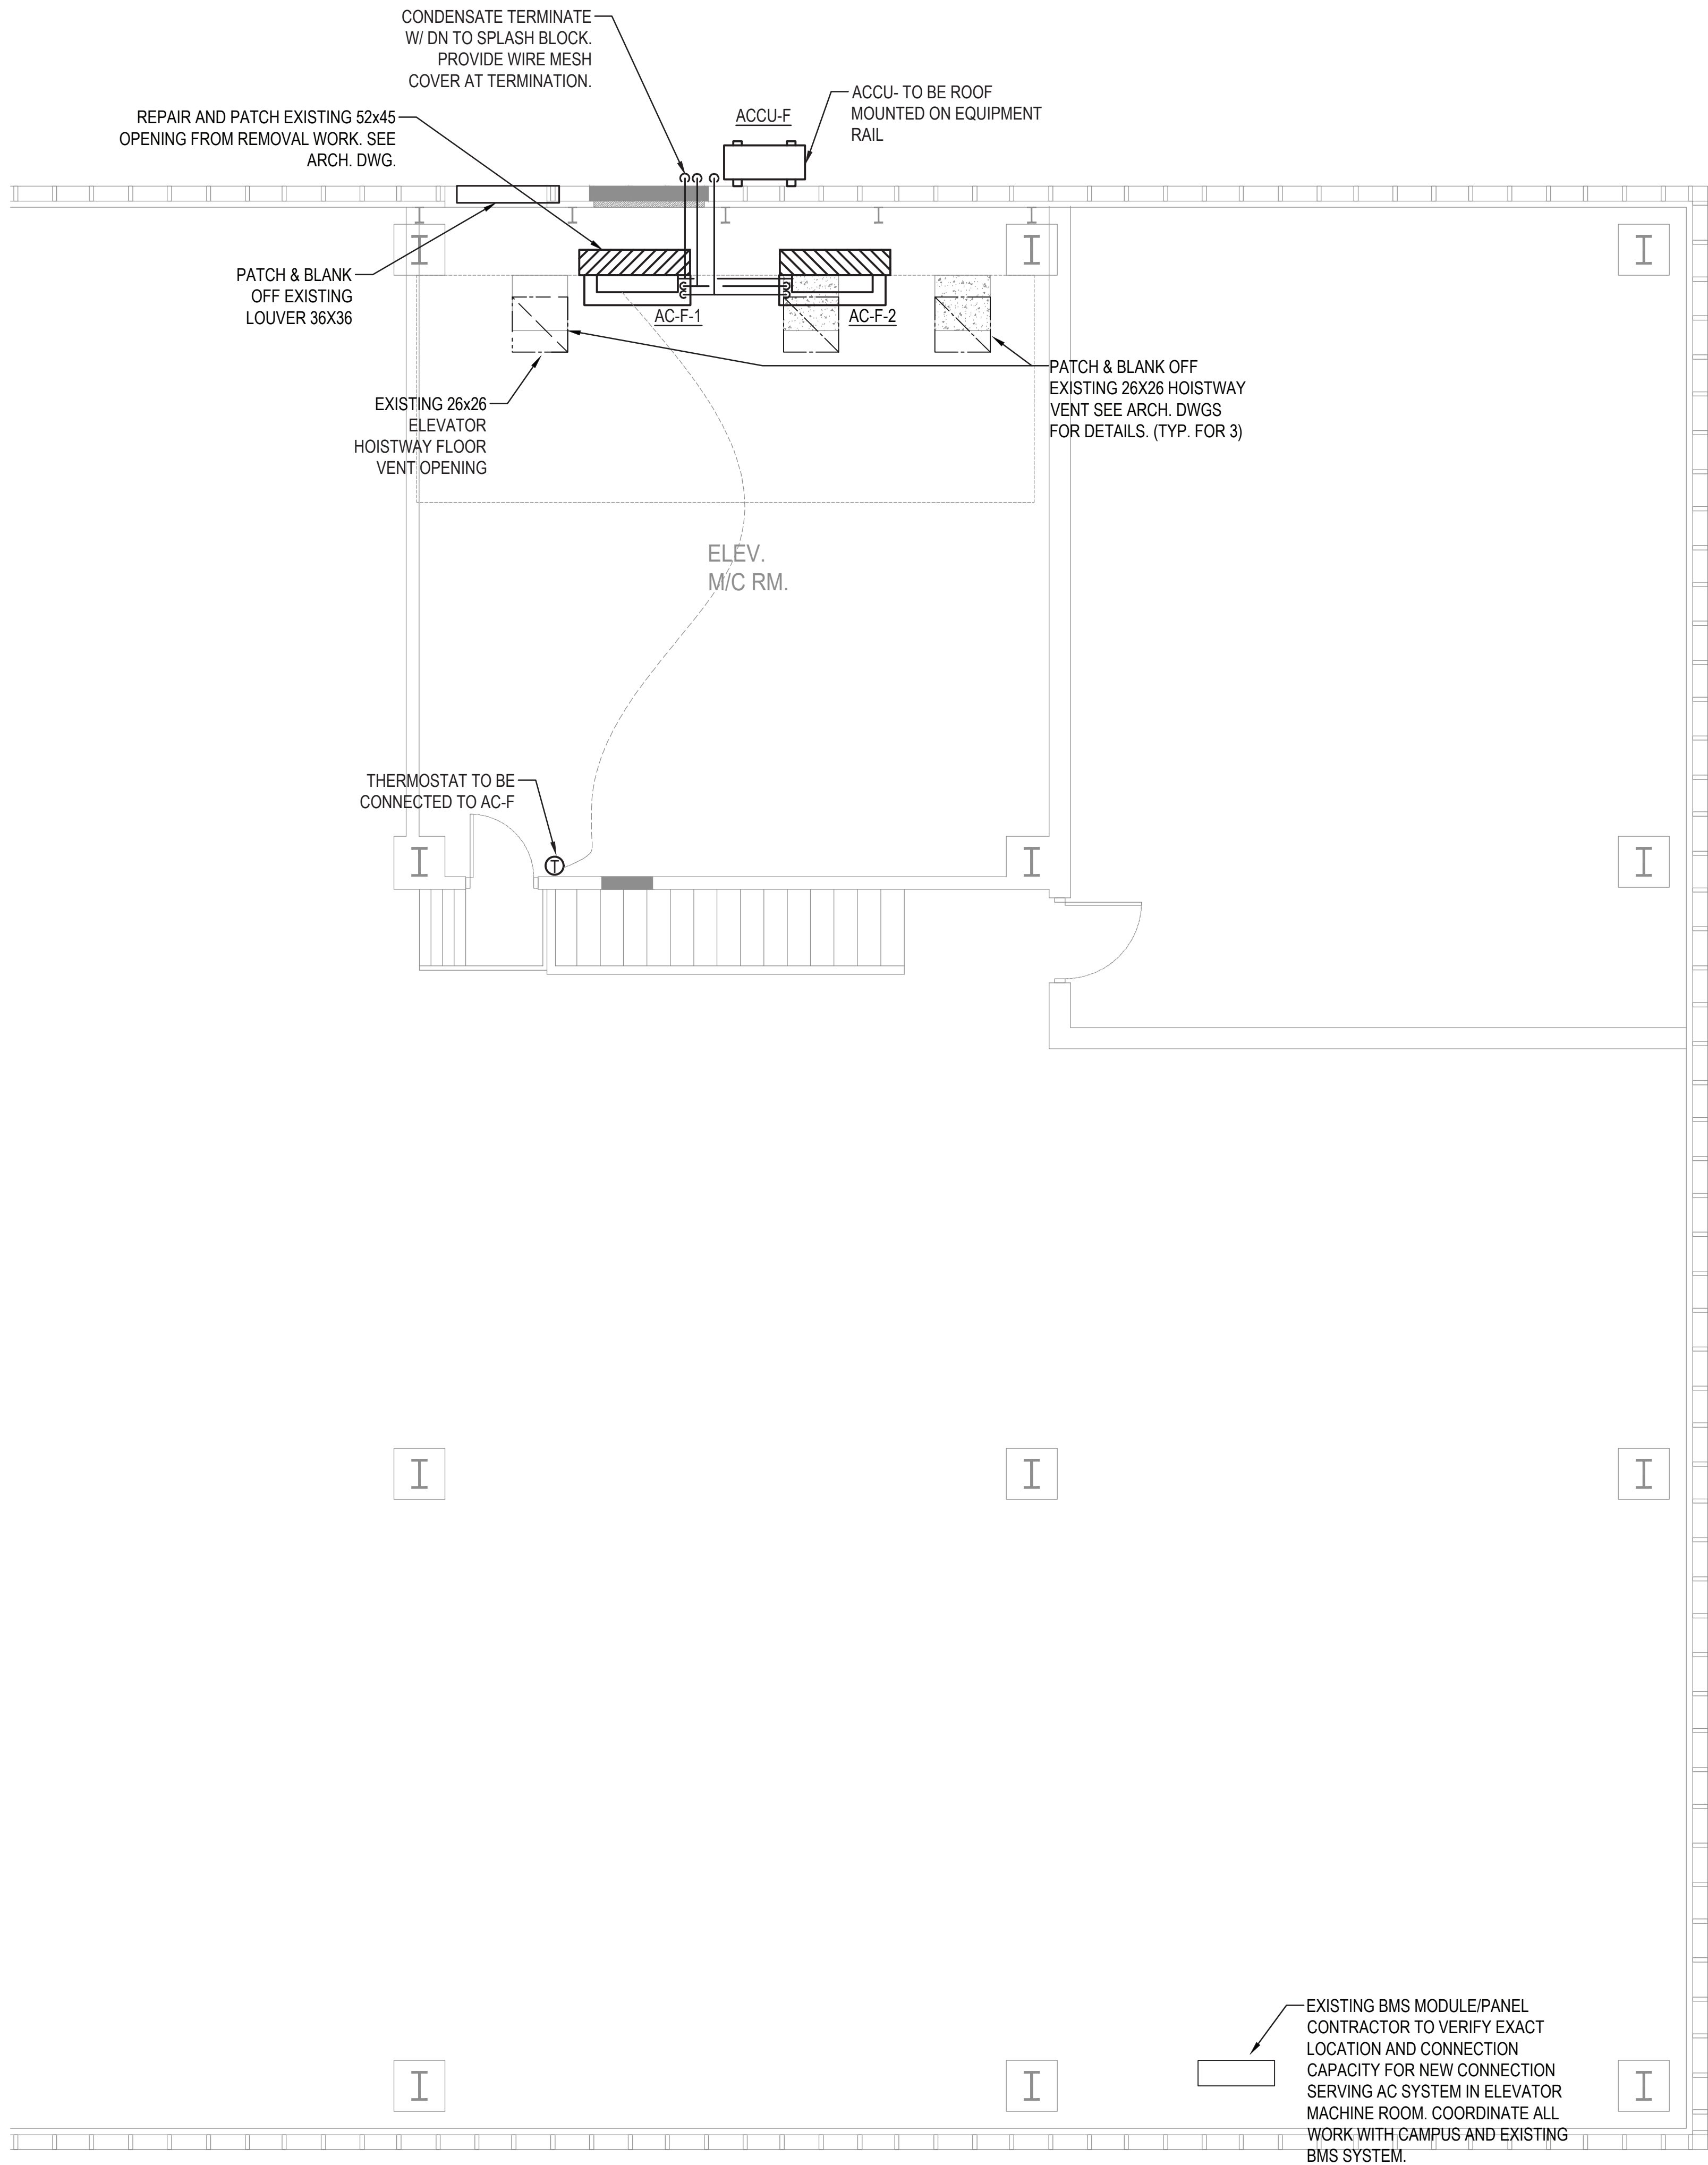 CONDENSATE TERMINATE
W/ DN TO SPLASH BLOCK.
PROVIDE WIRE MESH
COVER AT TERMINATION.
REPAIR AND PATCH EXISTING 52x45
OPENING FROM REMOVAL WORK. SEE
ARCH. DWG.
ACCU-F
ACCU- TO BE ROOF
MOUNTED ON EQUIPMENT
RAIL
PATCH & BLANK
OFF EXISTING
LOUVER 36X36
AC-F-1
AC-F-2
EXISTING 26x26
ELEVATOR
HOISTWAY FLOOR
VENT OPENING
PATCH & BLANK OFF
EXISTING 26X26 HOISTWAY
VENT SEE ARCH. DWGS
FOR DETAILS. (TYP. FOR 3)
ELEV.
M/C RM.
THERMOSTAT TO BE
CONNECTED TO AC-F
T
EXISTING BMS MODULE/PANEL
CONTRACTOR TO VERIFY EXACT
LOCATION AND CONNECTION
CAPACITY FOR NEW CONNECTION
SERVING AC SYSTEM IN ELEVATOR
MACHINE ROOM. COORDINATE ALL
WORK WITH CAMPUS AND EXISTING
BMS SYSTEM.